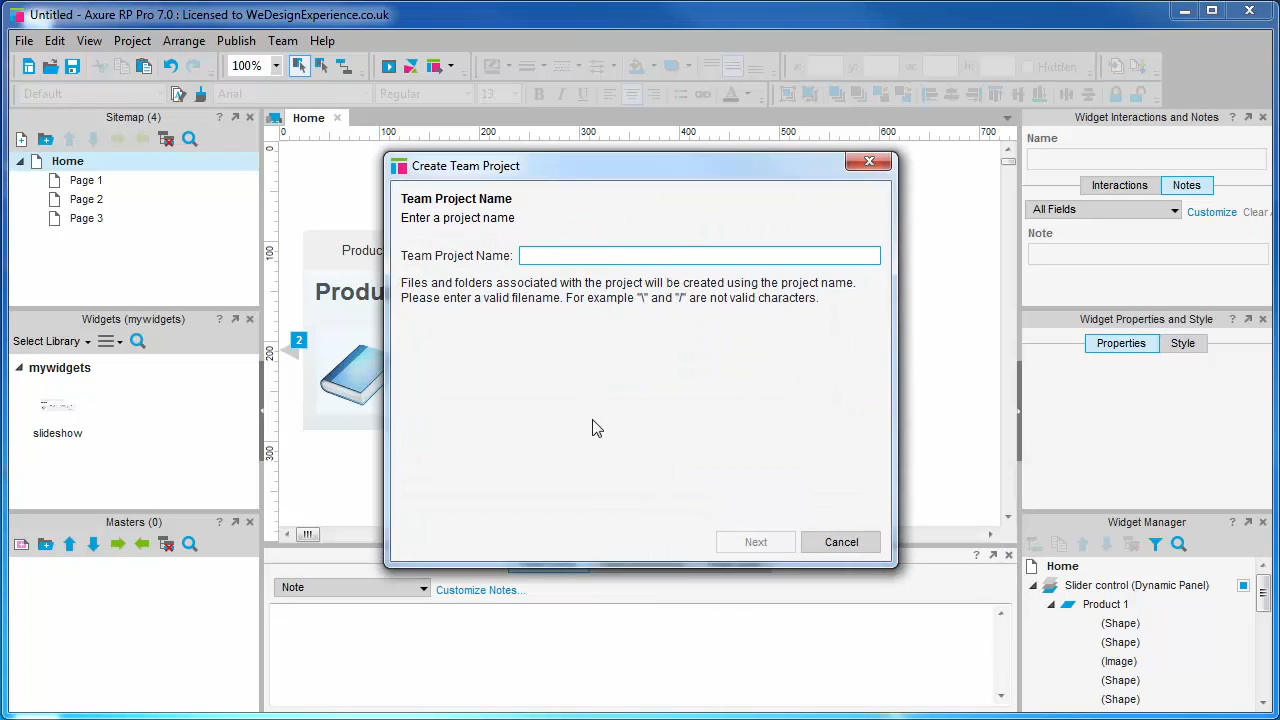 Untitled - Axure RP Pro 7.0 : Licensed to WeDesignExperience.co.uk
File Edit View Project Arrange Team Help
100% Hidden
Default Arial Regular 13 B I U A
Sitemap (4) ?
Home
Page 1
Page 2
Page 3
Widgets (mywidgets) ?
Select Library
mywidgets
slideshow
Masters (0) ?
Home
0 100 200 300 400 500 600 700
0
100
200
300
Produc
Produ
2
Create Team Project
Team Project Name
Enter a project name
Team Project Name:
Files and folders associated with the project will be created using the project name.
Please enter a valid filename. For example "\" and "/" are not valid characters.
Next Cancel
?
Note Customize Notes...
Widget Interactions and Notes ?
Name
Interactions Notes
All Fields Customize Clear
Note
Widget Properties and Style ?
Properties Style
Widget Manager ?
Home
Slider control (Dynamic Panel)
Product 1
(Shape)
(Shape)
(Image)
(Shape)
(Shape)